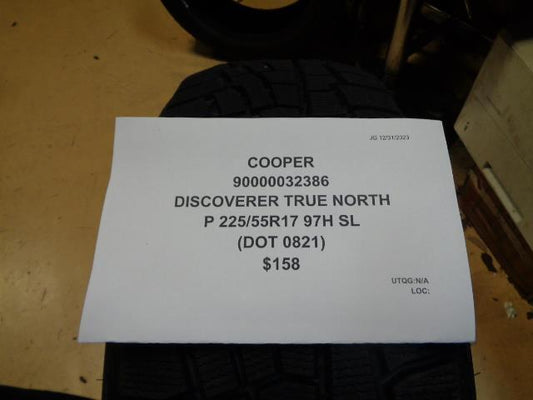 JG 12/31/2023
COOPER
90000032386
DISCOVERER TRUE NORTH
P 225/55R17 97H SL
(DOT 0821)
$158
UTQG:N/A
LOC: